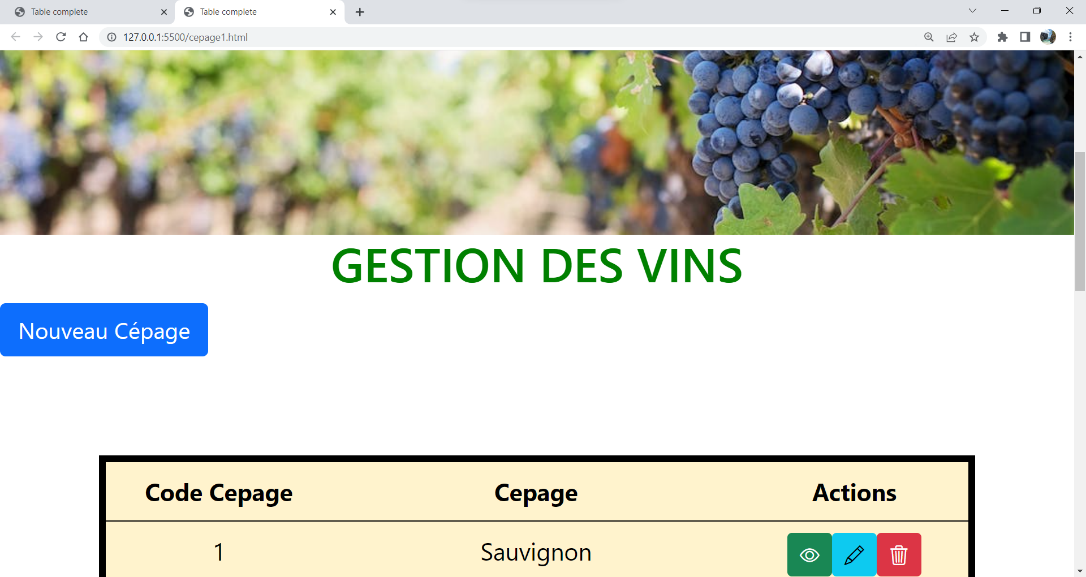 Table complete
Table complete
127.0.0.1:5500/cepage1.html
GESTION DES VINS
Nouveau Cépage
Code Cepage Cepage Actions
1 Sauvignon